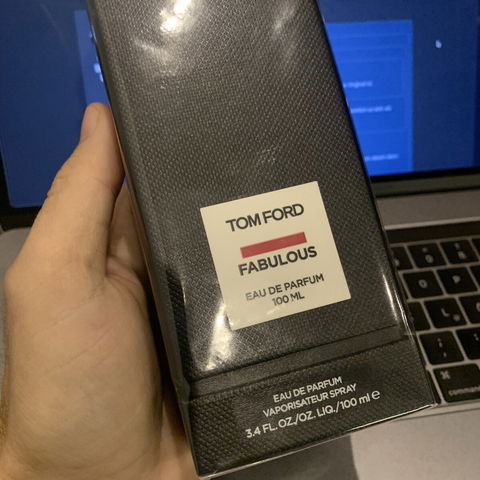 TOM FORD
FABULOUS
EAU DE PARFUM
100 ML
EAU DE PARFUM
VAPORISATEUR SPRAY
3.4 FL. OZ./OZ. LIQ./100 ml e
command